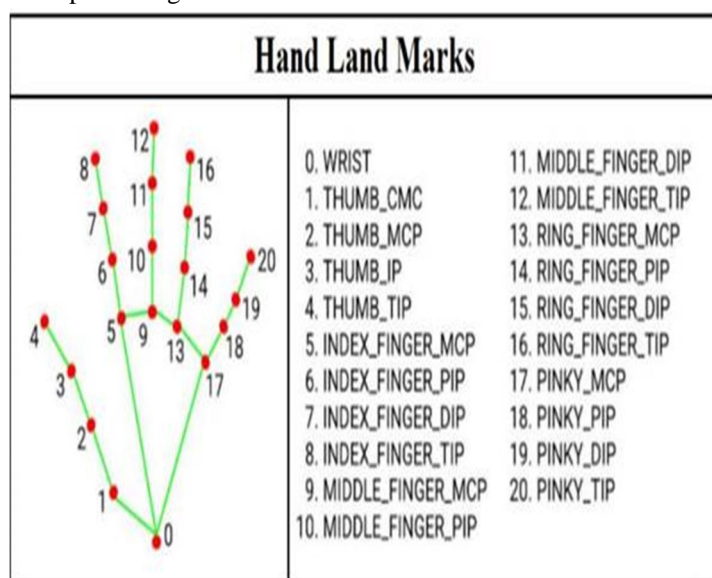 Hand Land Marks
12
8
16
11
7
15
10
6
20
14
19
4
5
9
13
18
3
17
2
1
0
0. WRIST
1. THUMB_CMC
2. THUMB_MCP
3. THUMB_IP
4. THUMB_TIP
5. INDEX_FINGER_MCP
6. INDEX_FINGER_PIP
7. INDEX_FINGER_DIP
8. INDEX_FINGER_TIP
9. MIDDLE_FINGER_MCP
10. MIDDLE_FINGER_PIP
11. MIDDLE_FINGER_DIP
12. MIDDLE_FINGER_TIP
13. RING_FINGER_MCP
14. RING_FINGER_PIP
15. RING_FINGER_DIP
16. RING_FINGER_TIP
17. PINKY_MCP
18. PINKY_PIP
19. PINKY_DIP
20. PINKY_TIP